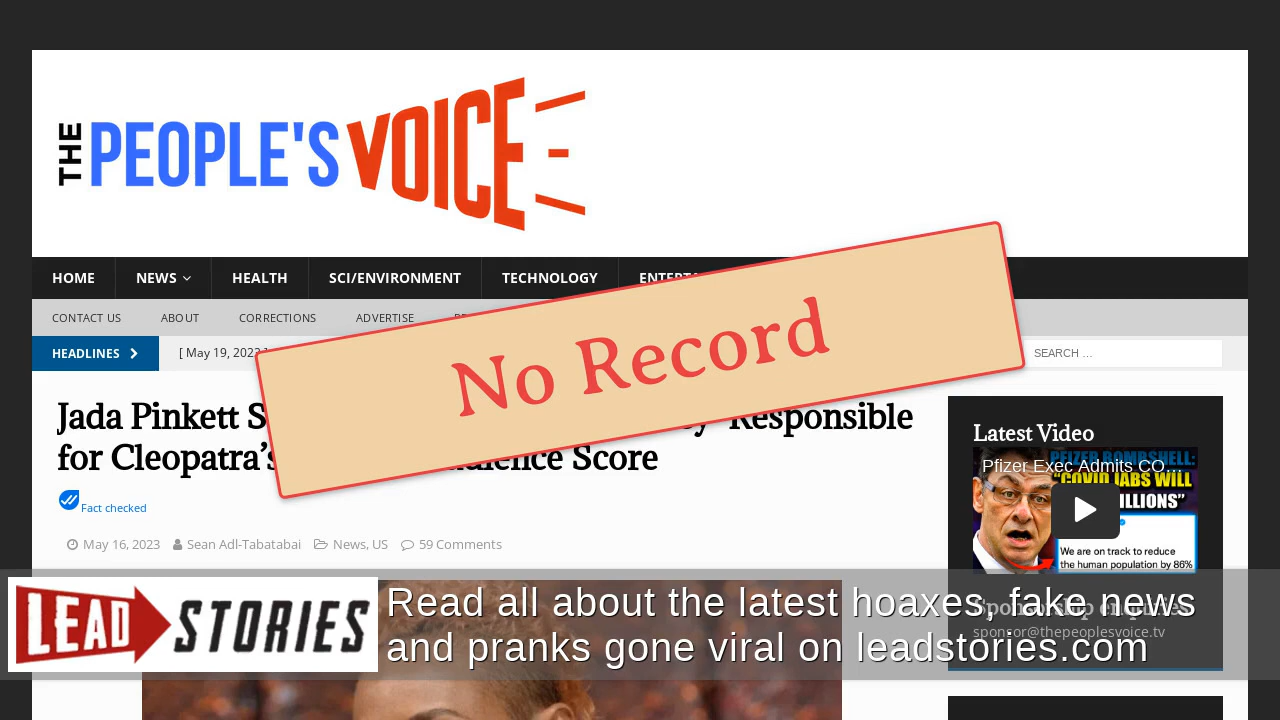 THE PEOPLE'S VOICE
HOME NEWS HEALTH SCI/ENVIRONMENT TECHNOLOGY
CONTACT US ABOUT CORRECTIONS ADVERTISE
HEADLINES [ May 19, 2023 SEARCH …
No Record
Jada Pinkett Responsible
for Cleopatra's Score
Fact checked
May 16, 2023 Sean Adl-Tabatabai News, US 59 Comments
Latest Video
PFIZER BOMBSHELL:
Pfizer Exec Admits CO...
"COVID JABS WILL
We are on track to reduce
the human population by 86%
Sponsorship enquiries
sponsor@thepeoplesvoice.tv
LEAD STORIES
Read all about the latest hoaxes, fake news
and pranks gone viral on leadstories.com